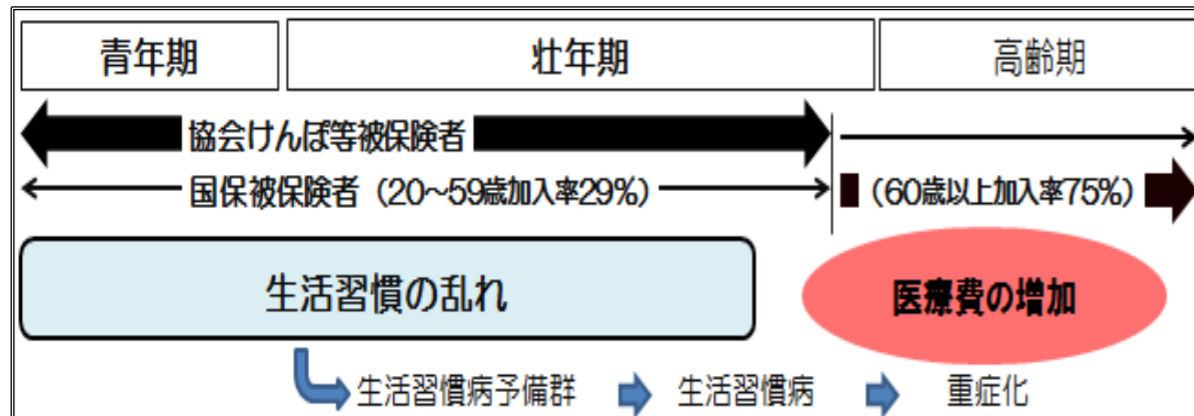 青年期 壮年期 高齢期
協会けんぽ等被保険者
国保被保険者（20～59歳加入率29%） （60歳以上加入率75%）
生活習慣の乱れ 医療費の増加
生活習慣病予備群 生活習慣病 重症化